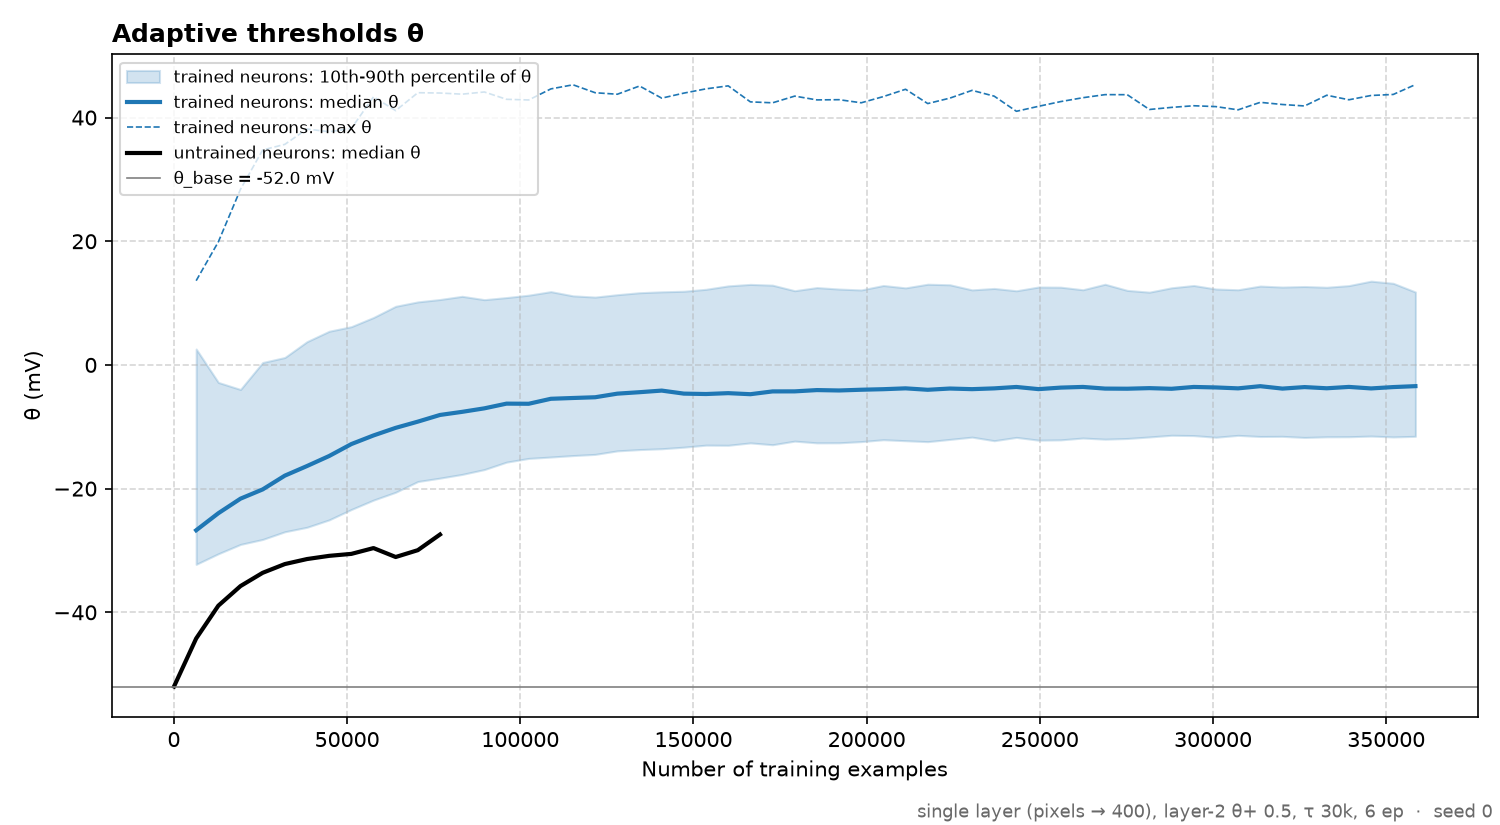 Adaptive thresholds θ
trained neurons: 10th-90th percentile of θ
trained neurons: median θ
trained neurons: max θ
untrained neurons: median θ
θ_base = -52.0 mV
40
20
0
−20
−40
θ (mV)
0
50000
100000
150000
200000
250000
300000
350000
Number of training examples
single layer (pixels → 400), layer-2 θ+ 0.5, τ 30k, 6 ep · seed 0